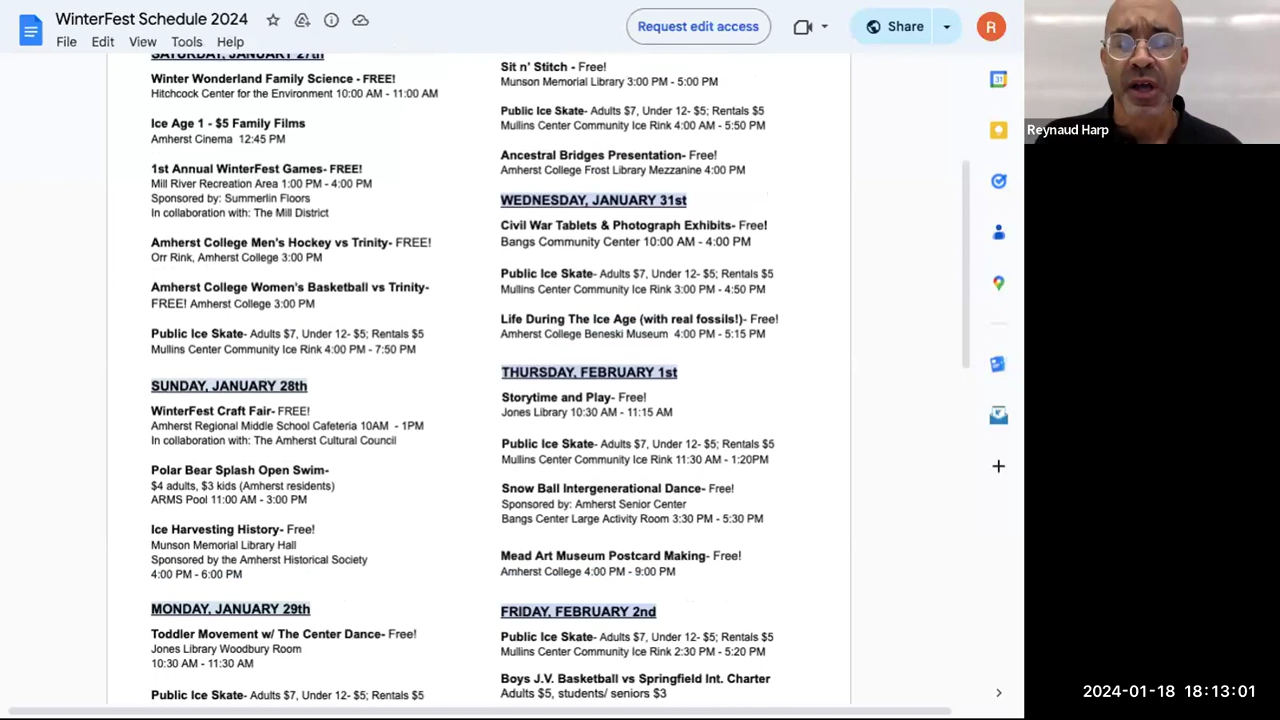 WinterFest Schedule 2024
File Edit View Tools Help
Request edit access
Share
R
SATURDAY, JANUARY 27th
Winter Wonderland Family Science - FREE!
Hitchcock Center for the Environment 10:00 AM - 11:00 AM
Ice Age 1 - $5 Family Films
Amherst Cinema 12:45 PM
1st Annual WinterFest Games- FREE!
Mill River Recreation Area 1:00 PM - 4:00 PM
Sponsored by: Summerlin Floors
In collaboration with: The Mill District
Amherst College Men's Hockey vs Trinity- FREE!
Orr Rink, Amherst College 3:00 PM
Amherst College Women's Basketball vs Trinity-
FREE! Amherst College 3:00 PM
Public Ice Skate- Adults $7, Under 12- $5; Rentals $5
Mullins Center Community Ice Rink 4:00 PM - 7:50 PM
SUNDAY, JANUARY 28th
WinterFest Craft Fair- FREE!
Amherst Regional Middle School Cafeteria 10AM - 1PM
In collaboration with: The Amherst Cultural Council
Polar Bear Splash Open Swim-
$4 adults, $3 kids (Amherst residents)
ARMS Pool 11:00 AM - 3:00 PM
Ice Harvesting History- Free!
Munson Memorial Library Hall
Sponsored by the Amherst Historical Society
4:00 PM - 6:00 PM
MONDAY, JANUARY 29th
Toddler Movement w/ The Center Dance- Free!
Jones Library Woodbury Room
10:30 AM - 11:30 AM
Public Ice Skate- Adults $7, Under 12- $5; Rentals $5
Sit n' Stitch - Free!
Munson Memorial Library 3:00 PM - 5:00 PM
Public Ice Skate- Adults $7, Under 12- $5; Rentals $5
Mullins Center Community Ice Rink 4:00 AM - 5:50 PM
Ancestral Bridges Presentation- Free!
Amherst College Frost Library Mezzanine 4:00 PM
WEDNESDAY, JANUARY 31st
Civil War Tablets & Photograph Exhibits- Free!
Bangs Community Center 10:00 AM - 4:00 PM
Public Ice Skate- Adults $7, Under 12- $5; Rentals $5
Mullins Center Community Ice Rink 3:00 PM - 4:50 PM
Life During The Ice Age (with real fossils!)- Free!
Amherst College Beneski Museum 4:00 PM - 5:15 PM
THURSDAY, FEBRUARY 1st
Storytime and Play- Free!
Jones Library 10:30 AM - 11:15 AM
Public Ice Skate- Adults $7, Under 12- $5; Rentals $5
Mullins Center Community Ice Rink 11:30 AM - 1:20PM
Snow Ball Intergenerational Dance- Free!
Sponsored by: Amherst Senior Center
Bangs Center Large Activity Room 3:30 PM - 5:30 PM
Mead Art Museum Postcard Making- Free!
Amherst College 4:00 PM - 9:00 PM
FRIDAY, FEBRUARY 2nd
Public Ice Skate- Adults $7, Under 12- $5; Rentals $5
Mullins Center Community Ice Rink 2:30 PM - 5:20 PM
Boys J.V. Basketball vs Springfield Int. Charter
Adults $5, students/ seniors $3
31
Reynaud Harp
2024-01-18 18:13:01